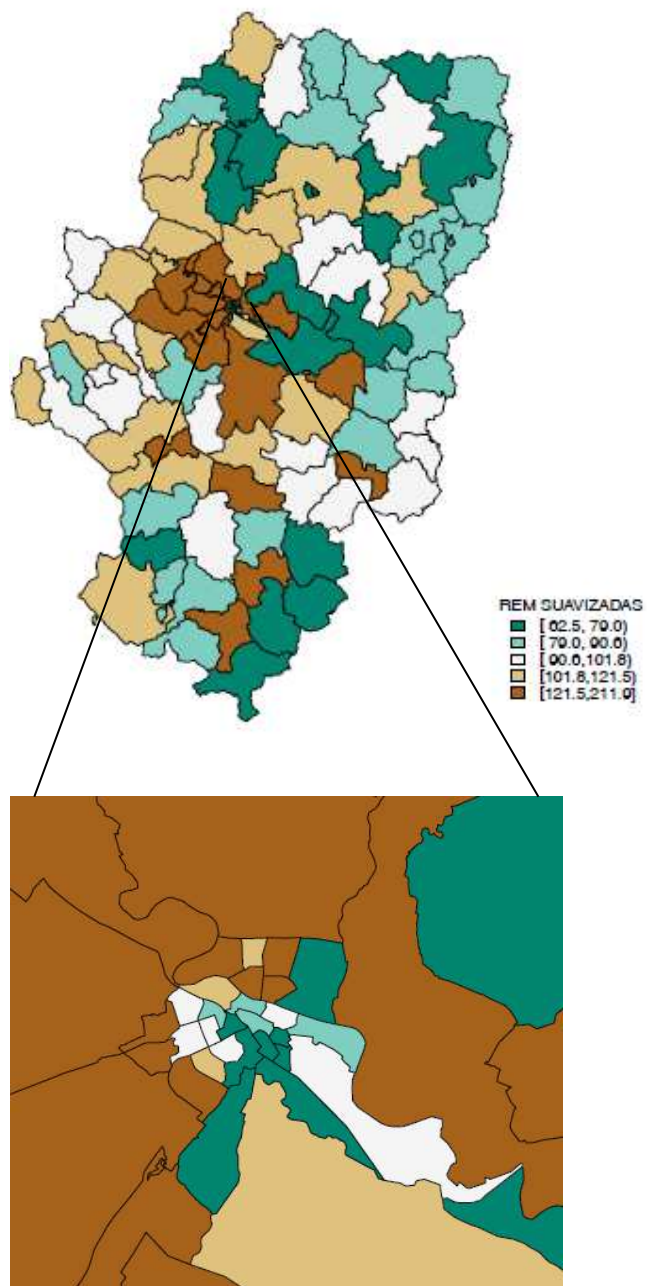 REM SUAVIZADAS
[ 62.5, 79.0)
[ 79.0, 90.6)
[ 90.6,101.8)
[101.8,121.5)
[121.5,211.9]